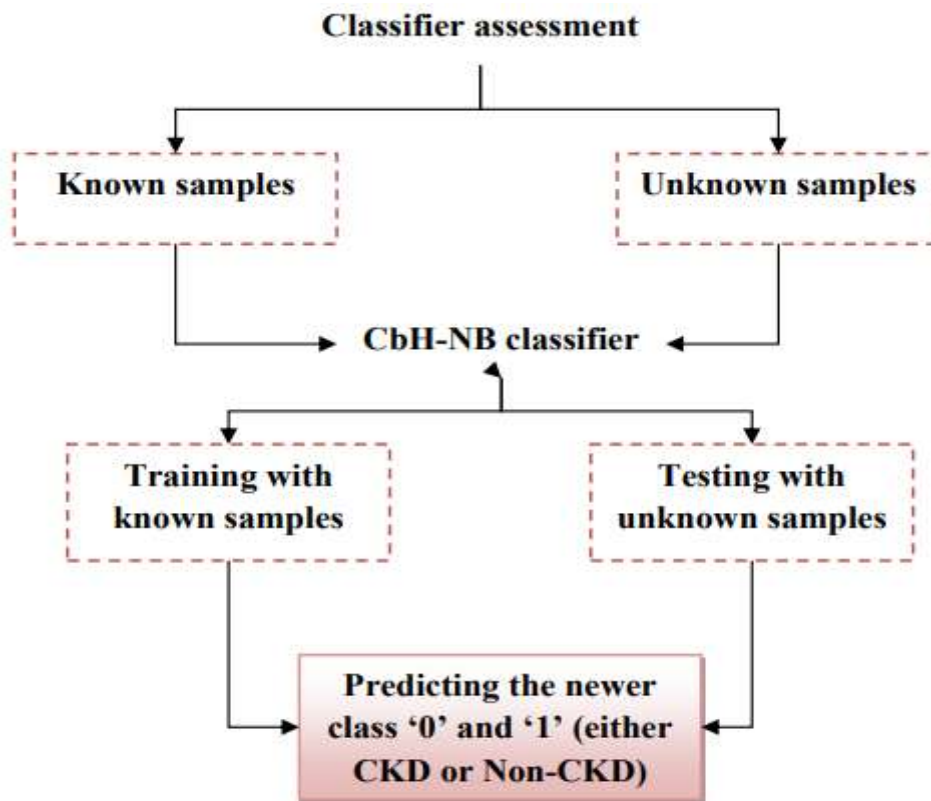 Classifier assessment
Known samples
Unknown samples
CbH-NB classifier
Training with
known samples
Testing with
unknown samples
Predicting the newer
class ‘0’ and ‘1’ (either
CKD or Non-CKD)